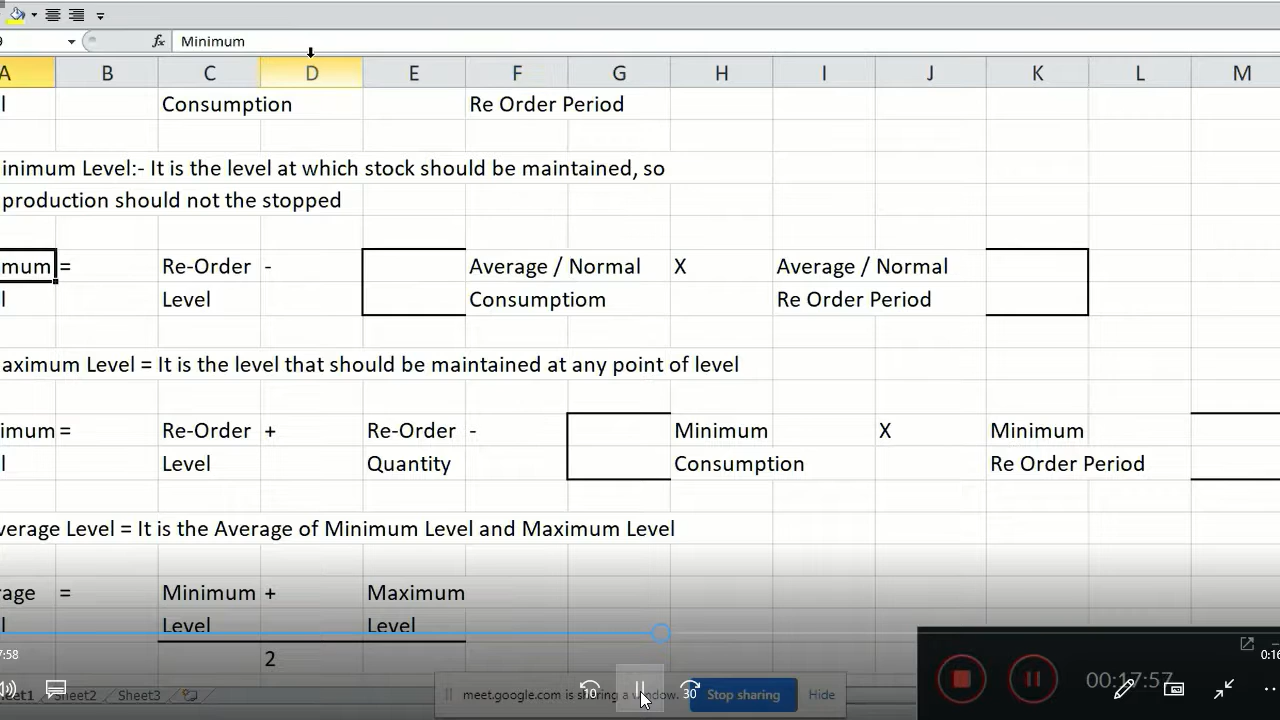 fx Minimum
A B C D E F G H I J K L M
l Consumption Re Order Period
inimum Level:- It is the level at which stock should be maintained, so
production should not the stopped
mum = Re-Order - Average / Normal X Average / Normal
l Level Consumptiom Re Order Period
aximum Level = It is the level that should be maintained at any point of level
imum = Re-Order + Re-Order - Minimum X Minimum
l Level Quantity Consumption Re Order Period
verage Level = It is the Average of Minimum Level and Maximum Level
rage = Minimum + Maximum
l Level Level
2
7:58 0:16
00:17:57
eet1 Sheet2 Sheet3
meet.google.com is sharing a window. Stop sharing Hide
10 30